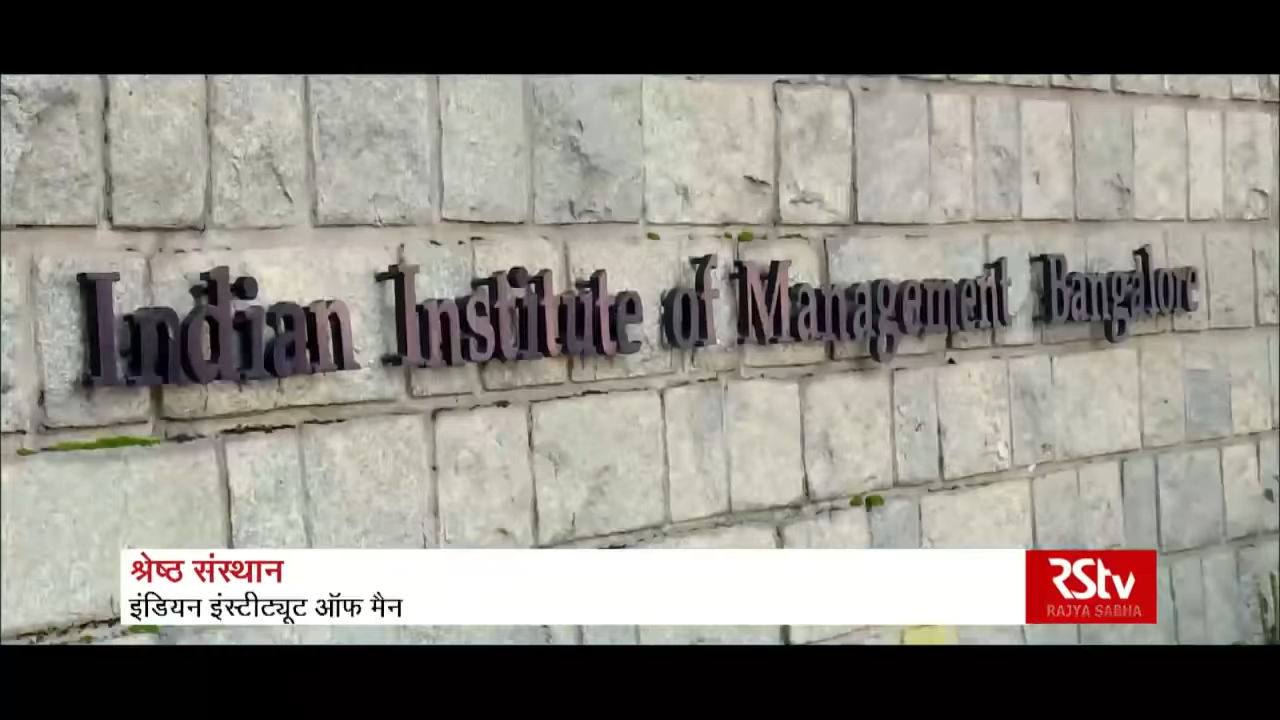 Indian Institute of Management Bangalore
श्रेष्ठ संस्थान
इंडियन इंस्टीट्यूट ऑफ मैन
RSTV
RAJYA SABHA